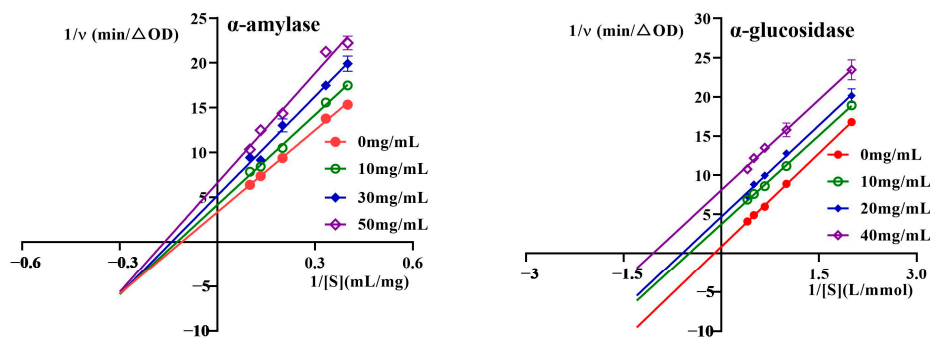 1/ν (min/△OD)
α-amylase
25
20
15
10
5
−5
−10
−0.6
−0.3
0.3
0.6
1/[S](mL/mg)
0mg/mL
10mg/mL
30mg/mL
50mg/mL
1/ν (min/△OD)
α-glucosidase
30
25
20
15
10
5
−5
−10
−3
−1.5
1.5
3.0
1/[S](L/mmol)
0mg/mL
10mg/mL
20mg/mL
40mg/mL